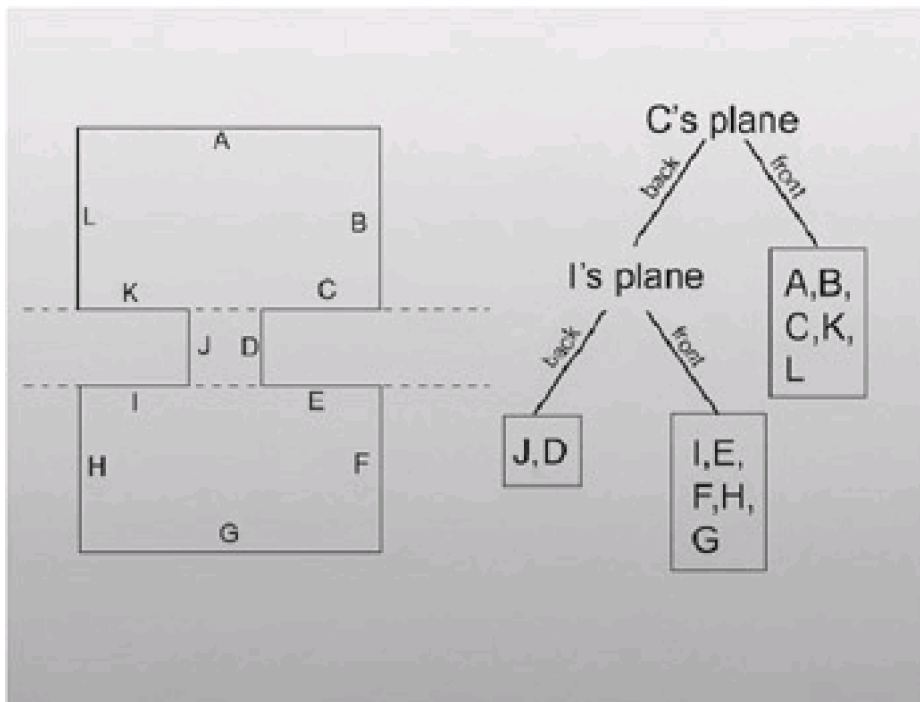 A
L
B
K
C
J
D
I
E
H
F
G
C's plane
back
front
I's plane
A,B,
C,K,
L
back
front
J,D
I,E,
F,H,
G